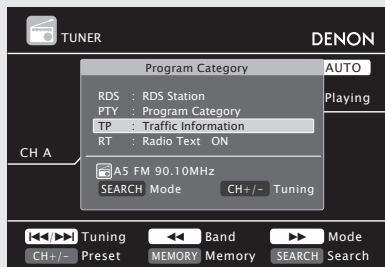 TUNER
DENON
Program Category
AUTO
RDS : RDS Station
Playing
PTY : Program Category
TP : Traffic Information
RT : Radio Text ON
CH A
A5 FM 90.10MHz
SEARCH Mode CH+/- Tuning
⏮/⏭ Tuning ◀◀ Band ▶▶ Mode
CH+/- Preset MEMORY Memory SEARCH Search